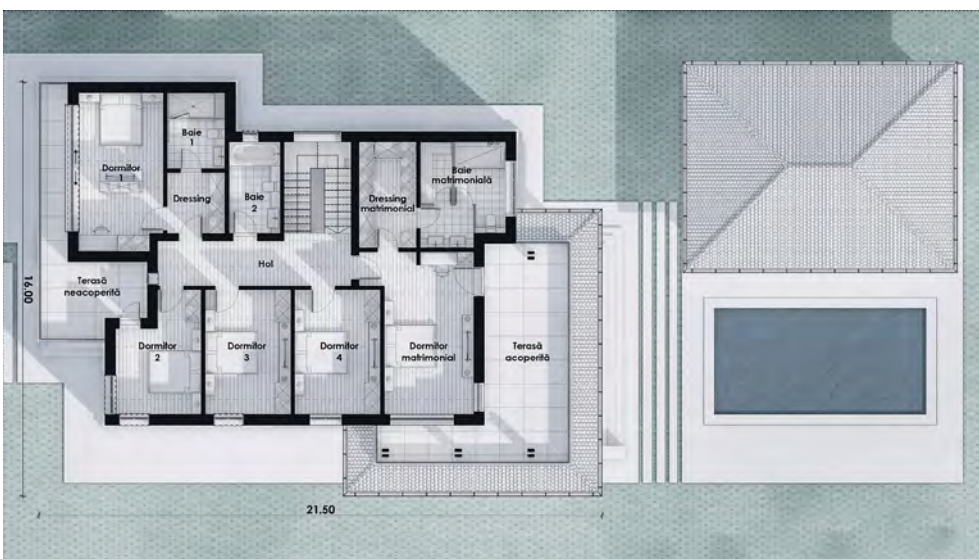 Dormitor
1
Baie
1
Dressing
Baie
2
Dressing
matrimonial
Baie
matrimonială
Hol
Terasă
neacoperită
16.00
Dormitor
2
Dormitor
3
Dormitor
4
Dormitor
matrimonial
Terasă
acoperită
21.50